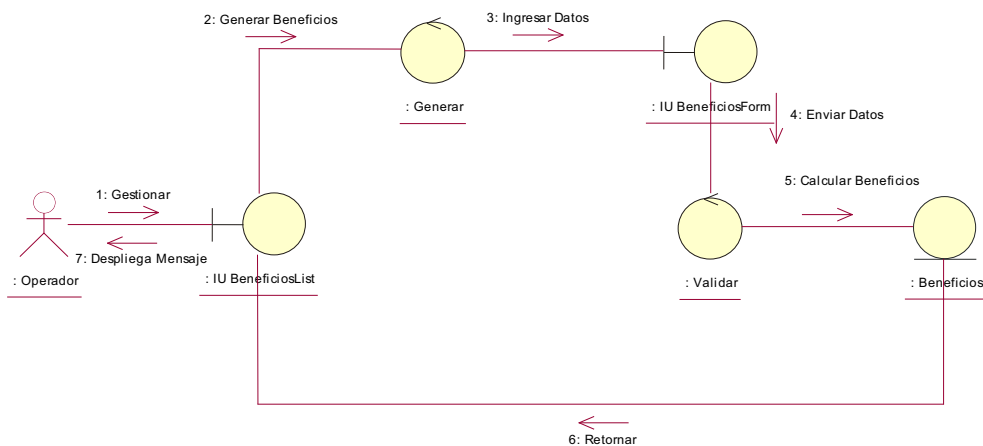 2: Generar Beneficios
3: Ingresar Datos
: Generar
: IU BeneficiosForm
4: Enviar Datos
1: Gestionar
5: Calcular Beneficios
7: Despliega Mensaje
: Operador
: IU BeneficiosList
: Validar
: Beneficios
6: Retornar